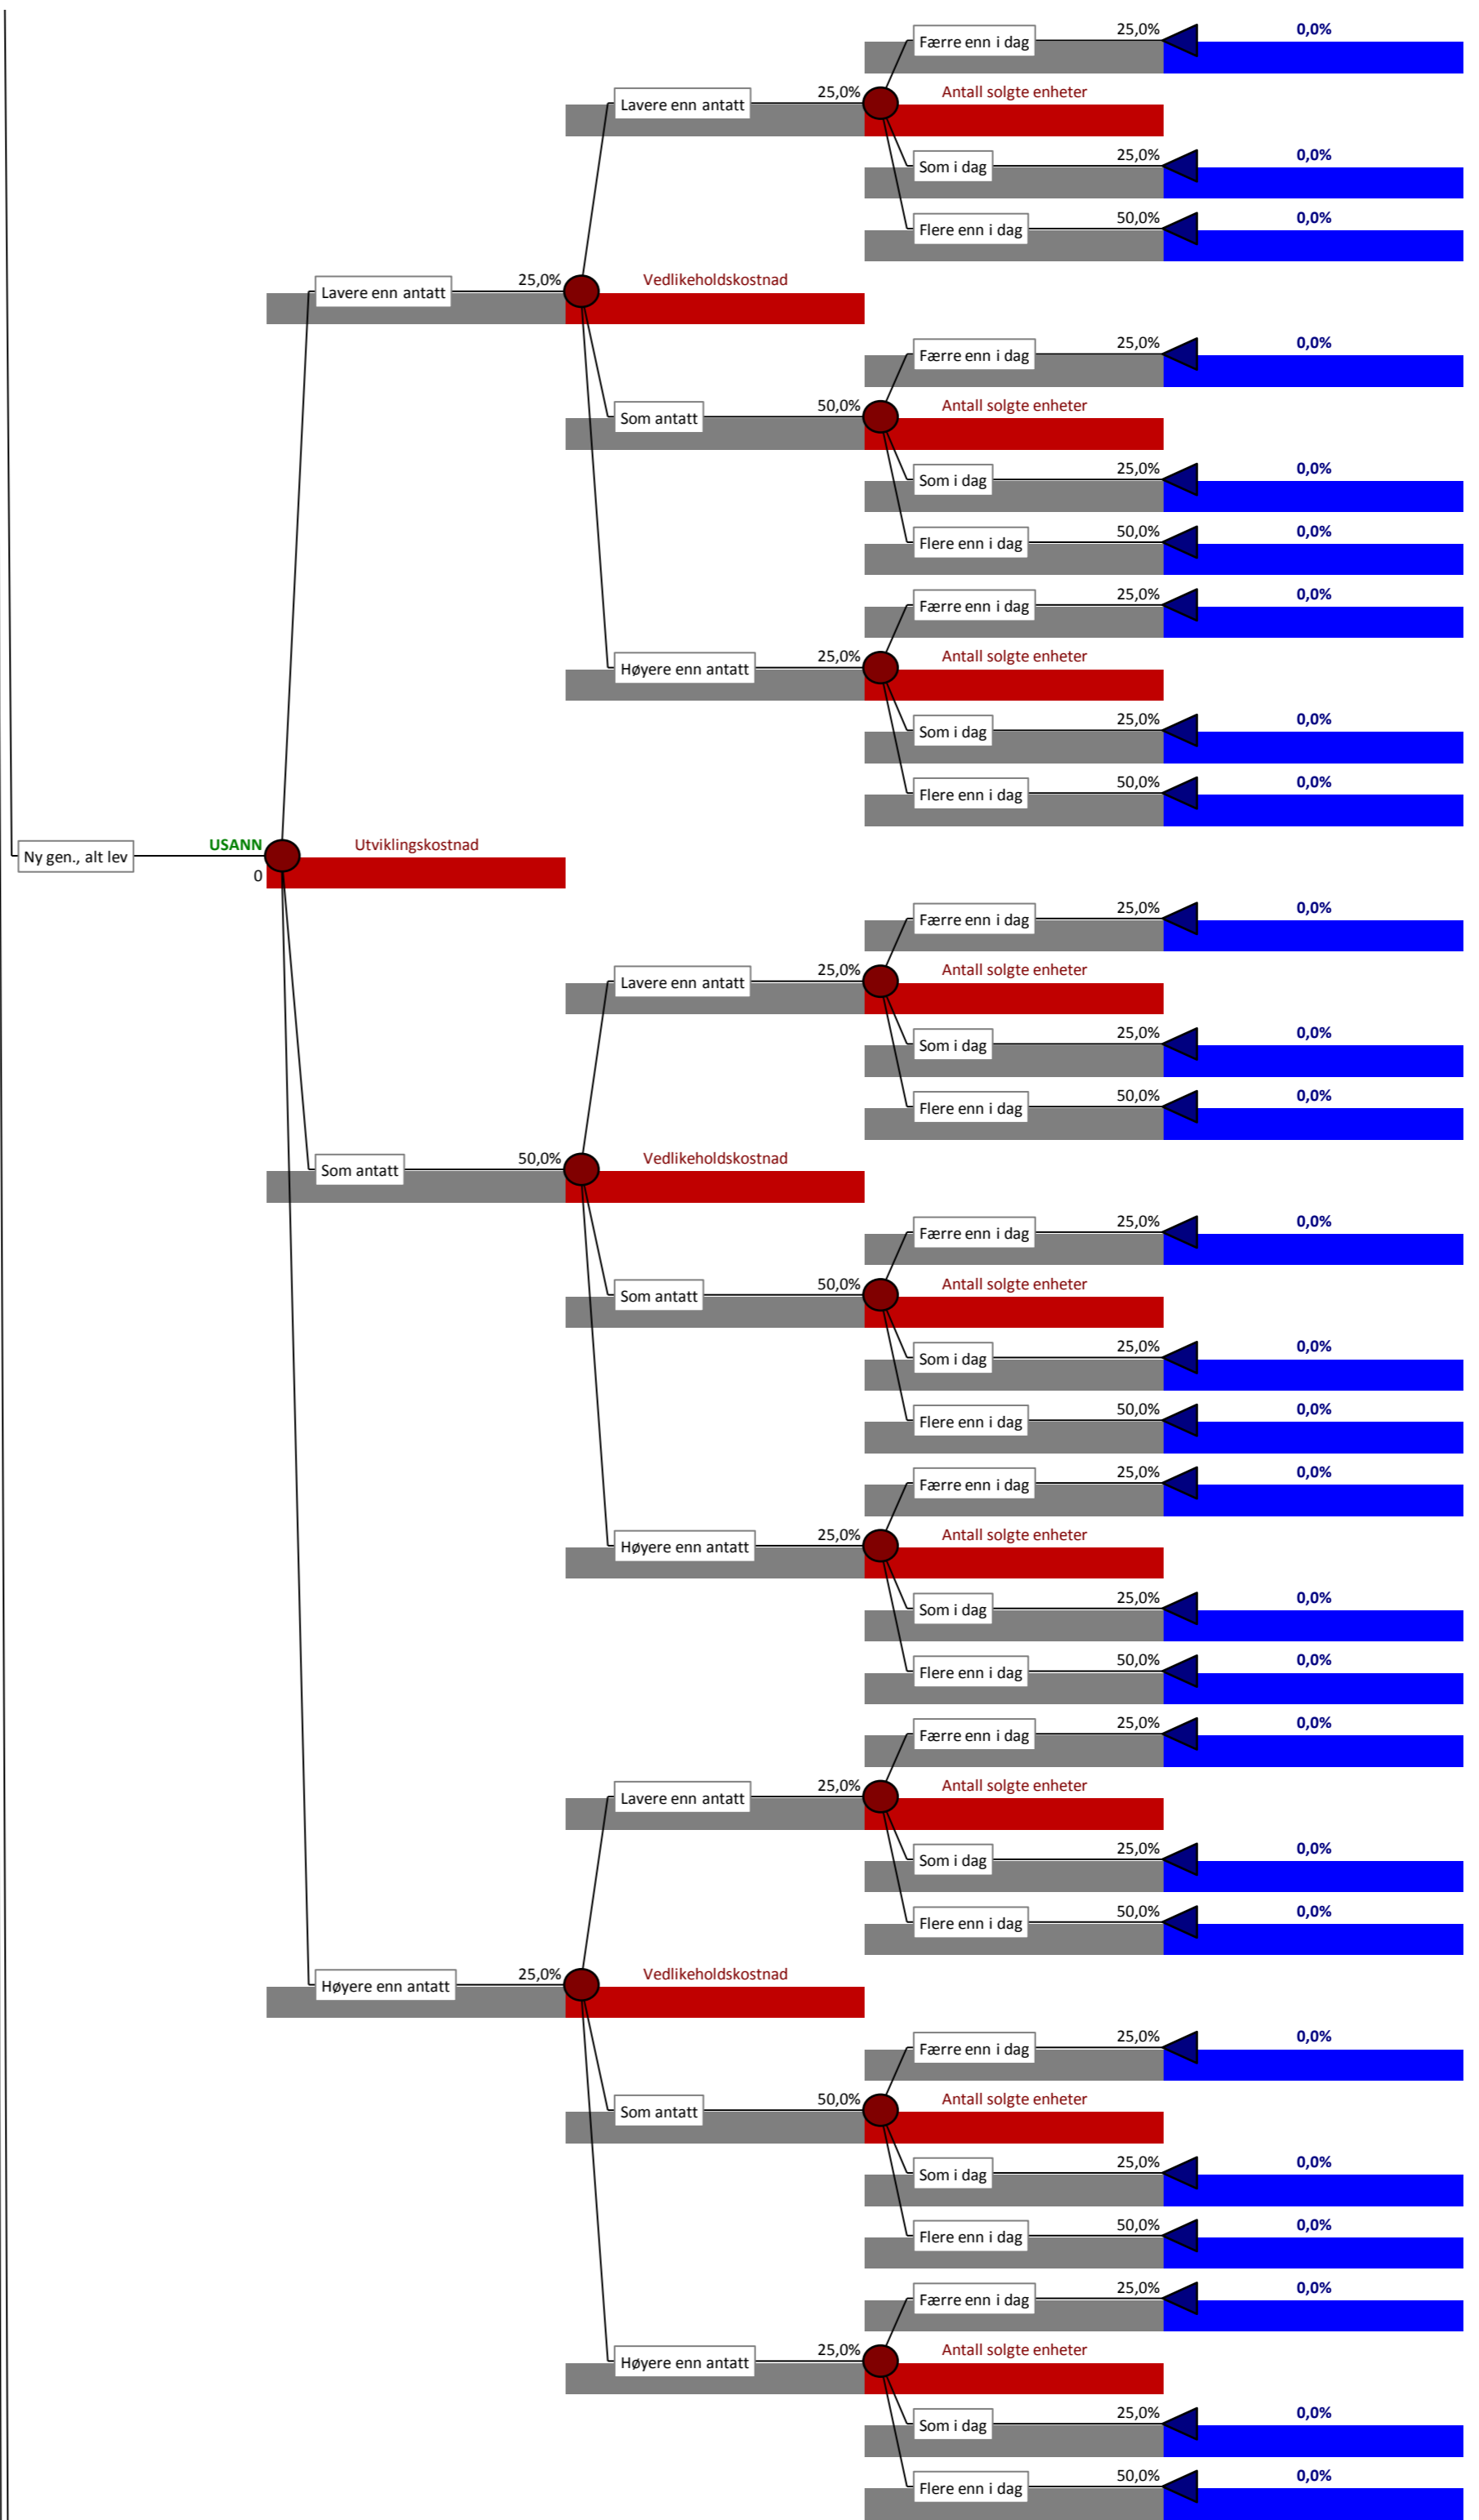 Færre enn i dag 25,0% 0,0%
Lavere enn antatt 25,0% Antall solgte enheter
Som i dag 25,0% 0,0%
Flere enn i dag 50,0% 0,0%
Lavere enn antatt 25,0% Vedlikeholdskostnad
Færre enn i dag 25,0% 0,0%
Som antatt 50,0% Antall solgte enheter
Som i dag 25,0% 0,0%
Flere enn i dag 50,0% 0,0%
Færre enn i dag 25,0% 0,0%
Høyere enn antatt 25,0% Antall solgte enheter
Som i dag 25,0% 0,0%
Flere enn i dag 50,0% 0,0%
Ny gen., alt lev USANN Utviklingskostnad
0
Færre enn i dag 25,0% 0,0%
Lavere enn antatt 25,0% Antall solgte enheter
Som i dag 25,0% 0,0%
Flere enn i dag 50,0% 0,0%
Som antatt 50,0% Vedlikeholdskostnad
Færre enn i dag 25,0% 0,0%
Som antatt 50,0% Antall solgte enheter
Som i dag 25,0% 0,0%
Flere enn i dag 50,0% 0,0%
Færre enn i dag 25,0% 0,0%
Høyere enn antatt 25,0% Antall solgte enheter
Som i dag 25,0% 0,0%
Flere enn i dag 50,0% 0,0%
Færre enn i dag 25,0% 0,0%
Lavere enn antatt 25,0% Antall solgte enheter
Som i dag 25,0% 0,0%
Flere enn i dag 50,0% 0,0%
Høyere enn antatt 25,0% Vedlikeholdskostnad
Færre enn i dag 25,0% 0,0%
Som antatt 50,0% Antall solgte enheter
Som i dag 25,0% 0,0%
Flere enn i dag 50,0% 0,0%
Færre enn i dag 25,0% 0,0%
Høyere enn antatt 25,0% Antall solgte enheter
Som i dag 25,0% 0,0%
Flere enn i dag 50,0% 0,0%